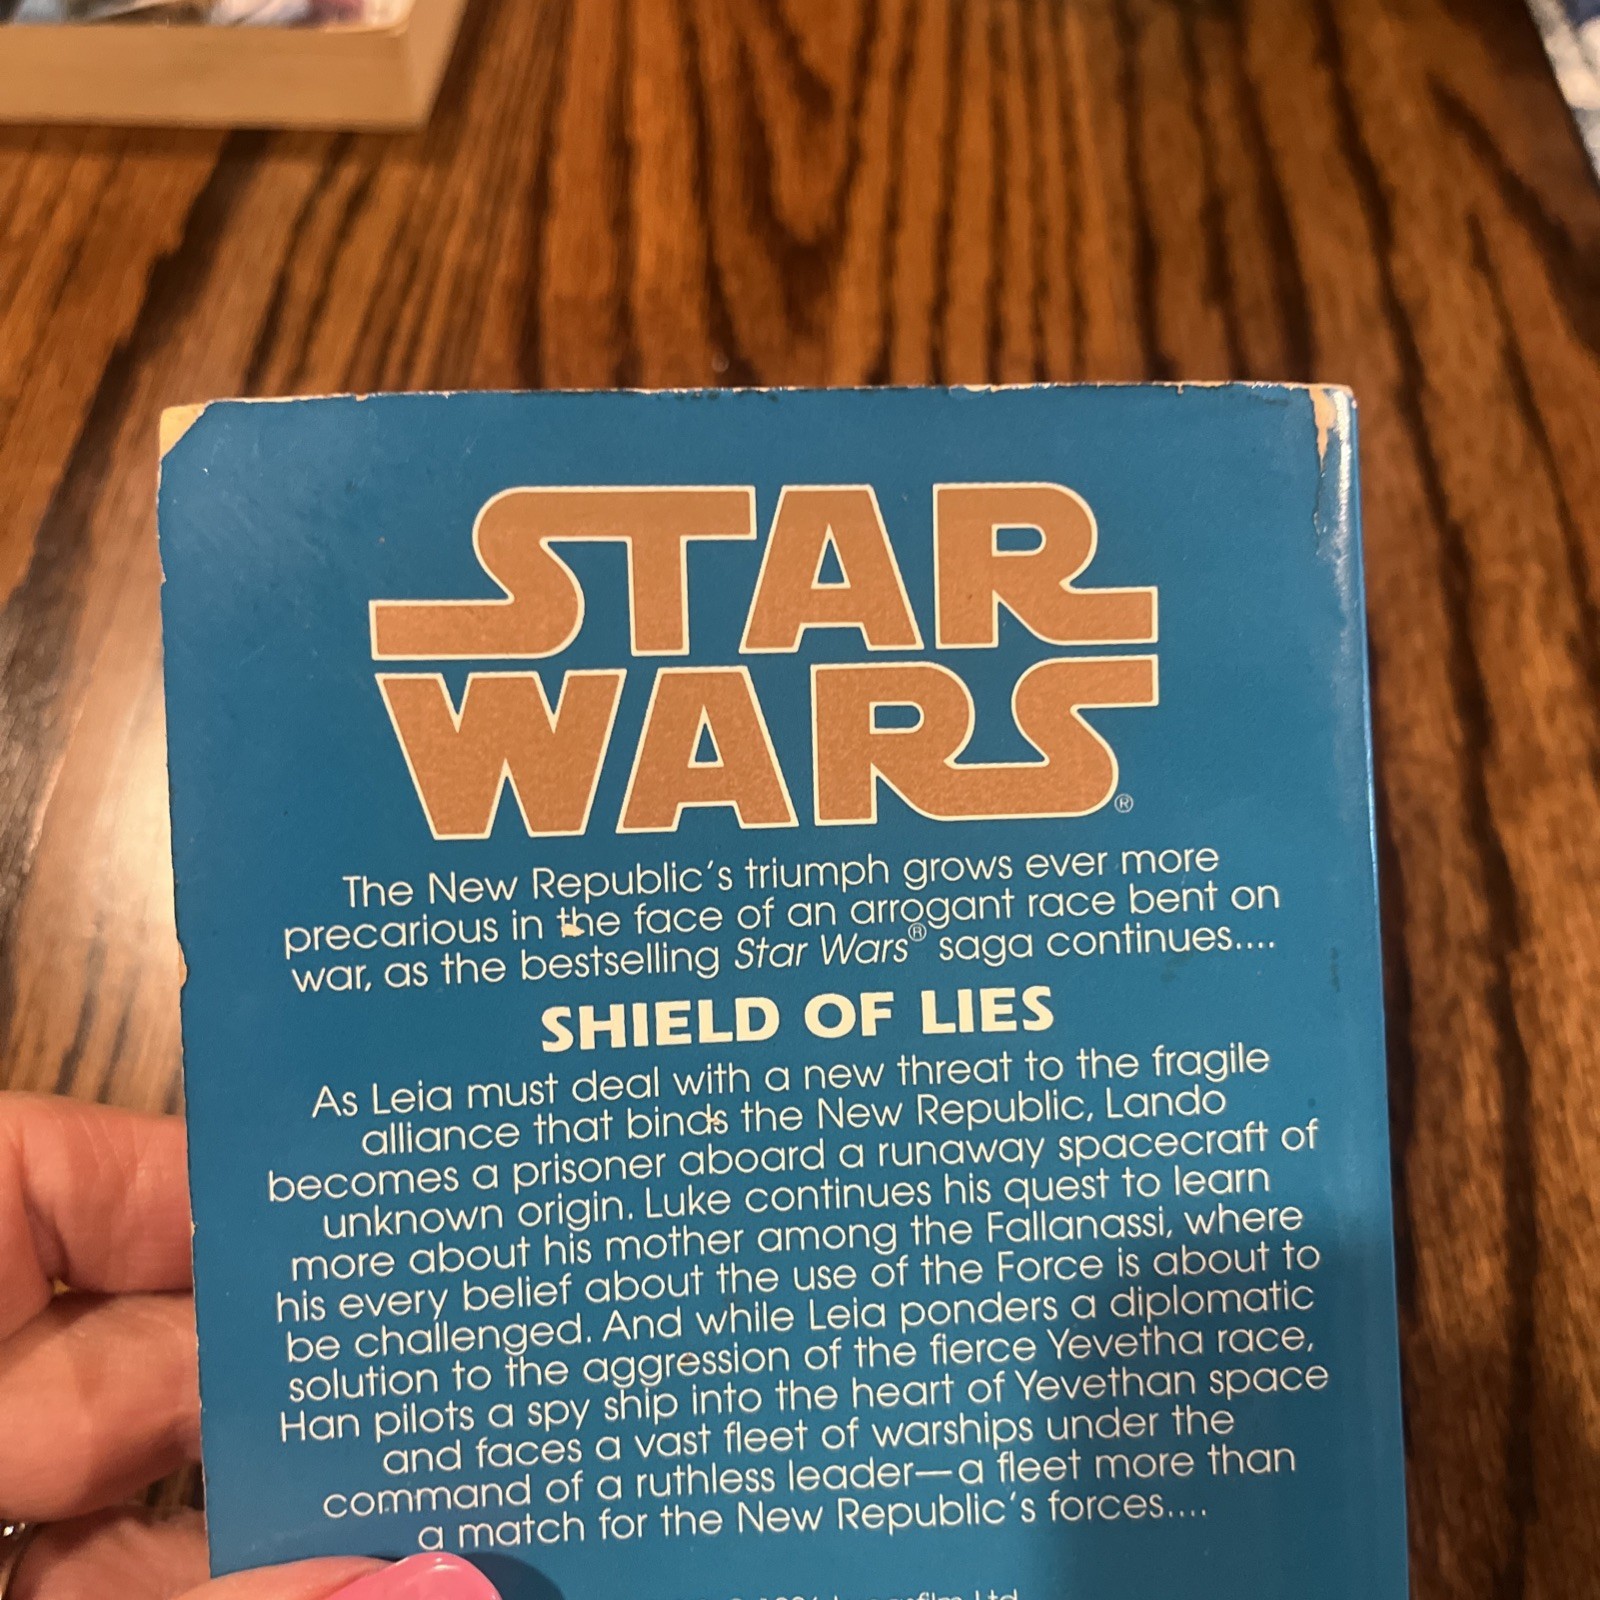 STAR
WARS®
The New Republic's triumph grows ever more
precarious in the face of an arrogant race bent on
war, as the bestselling Star Wars® saga continues....
SHIELD OF LIES
As Leia must deal with a new threat to the fragile
alliance that binds the New Republic, Lando
becomes a prisoner aboard a runaway spacecraft of
unknown origin. Luke continues his quest to learn
more about his mother among the Fallanassi, where
his every belief about the use of the Force is about to
be challenged. And while Leia ponders a diplomatic
solution to the aggression of the fierce Yevetha race,
Han pilots a spy ship into the heart of Yevethan space
and faces a vast fleet of warships under the
command of a ruthless leader—a fleet more than
a match for the New Republic's forces....
Ltd